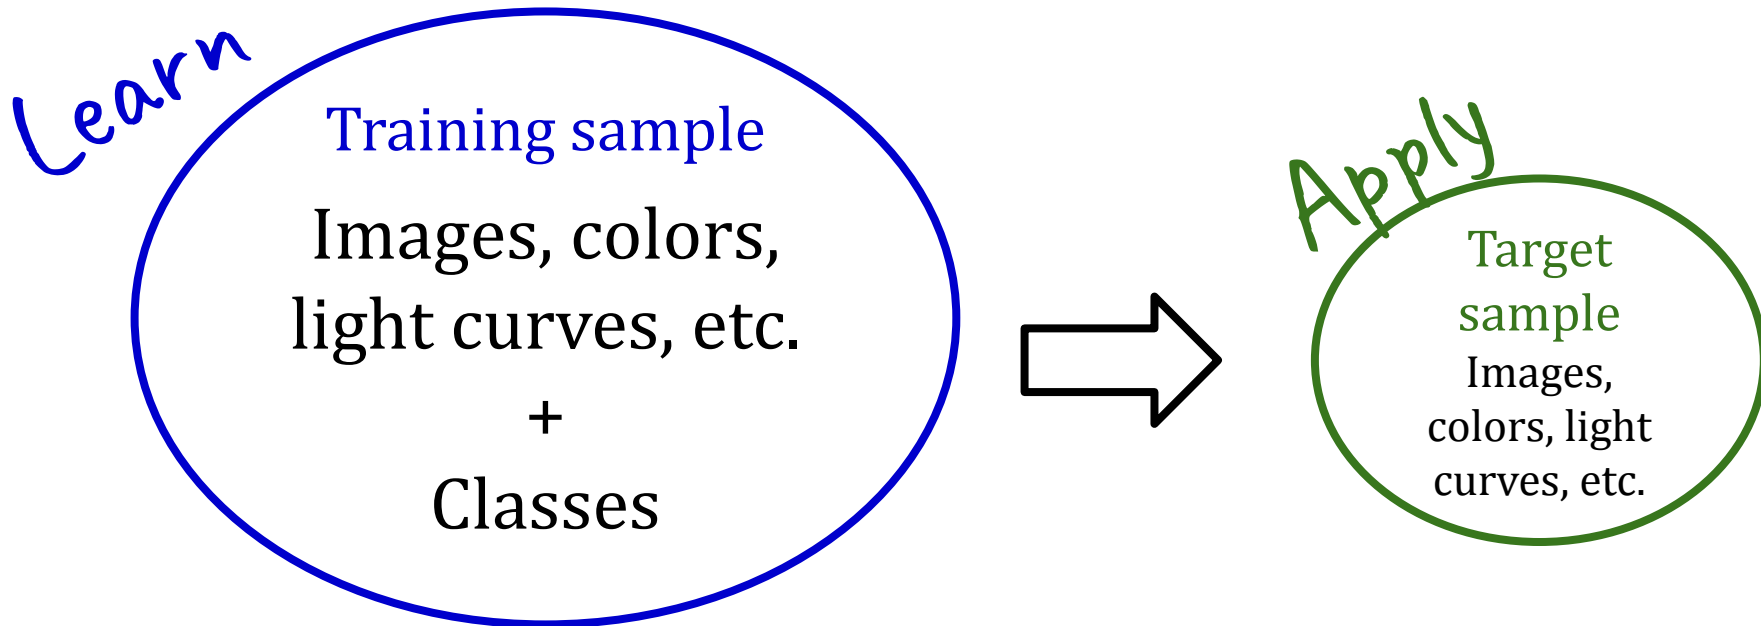 Learn
Training sample
Images, colors,
light curves, etc.
+
Classes
Apply
Target
sample
Images,
colors, light
curves, etc.